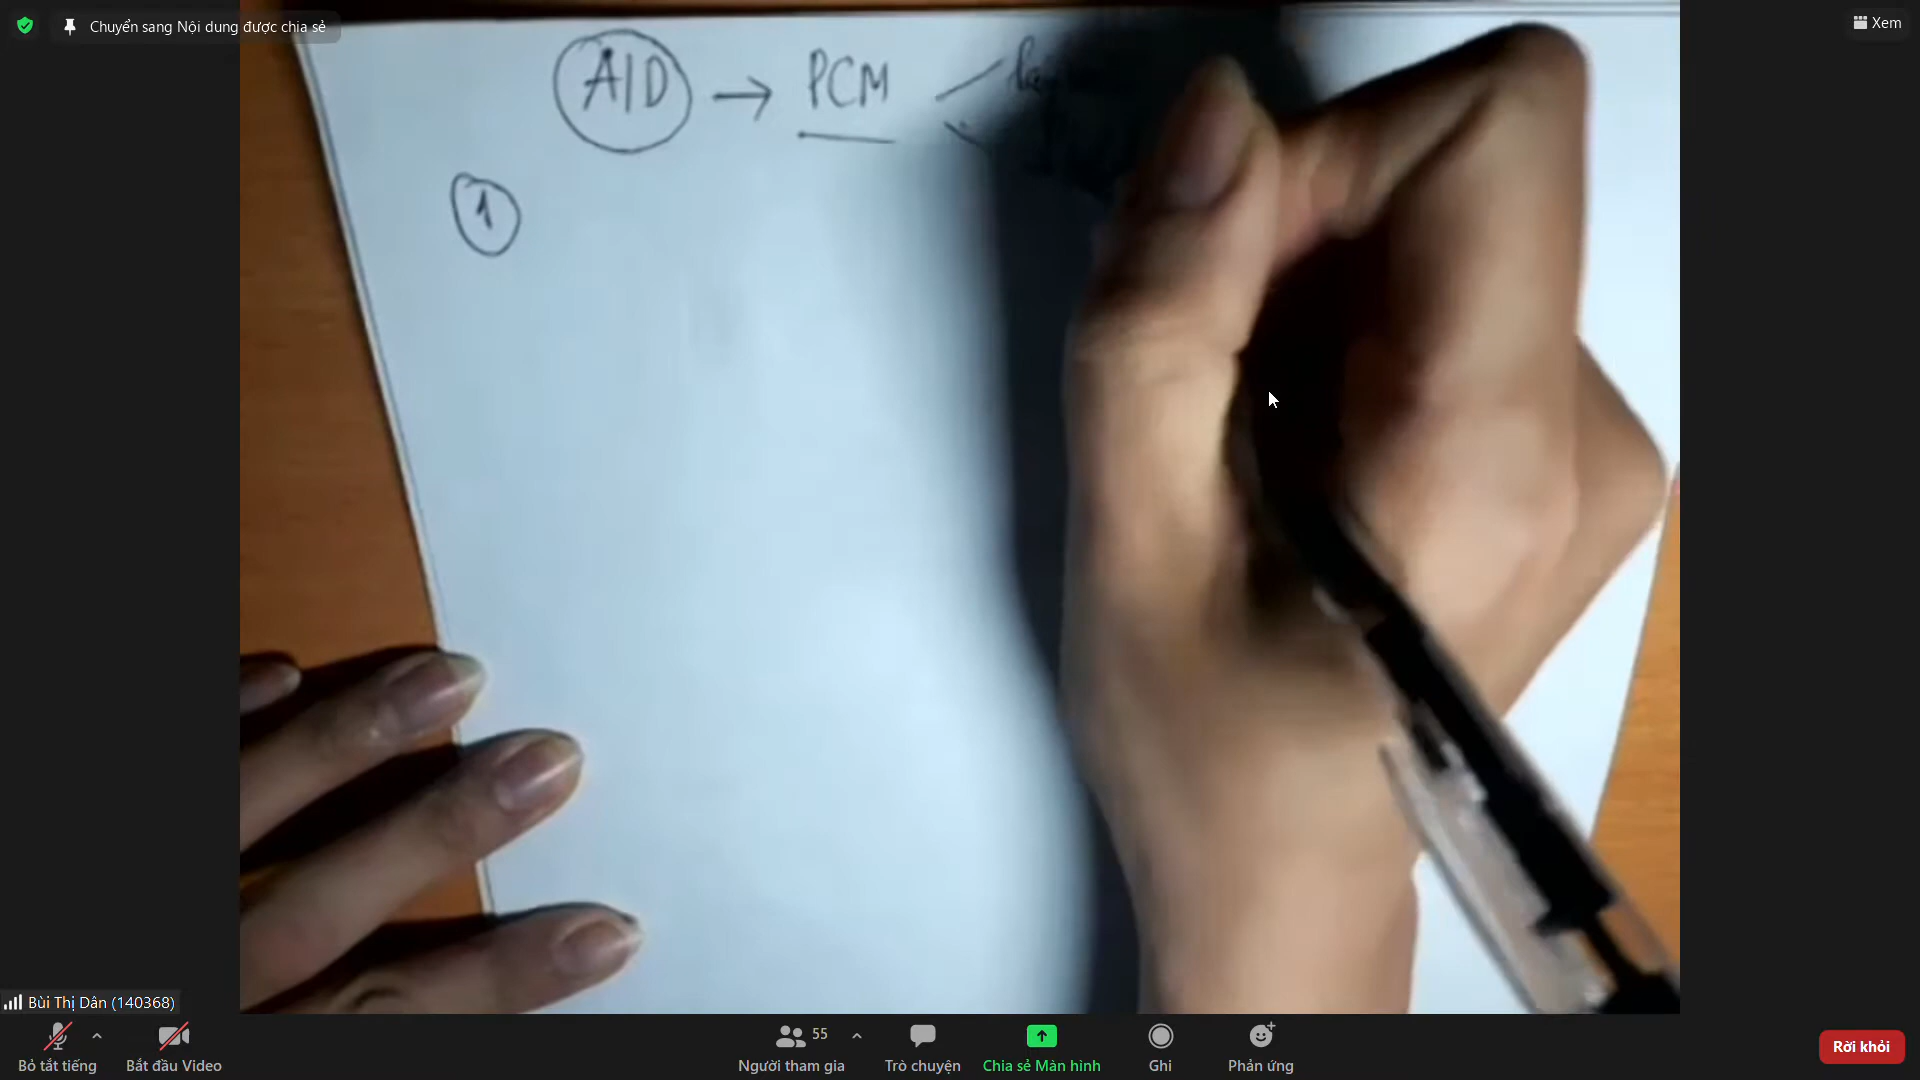 Chuyển sang Nội dung được chia sẻ
Xem
A/D → PCM
1
Bùi Thị Dân (140368)
Bỏ tắt tiếng
Bắt đầu Video
55
Người tham gia
Trò chuyện
Chia sẻ Màn hình
Ghi
Phản ứng
Rời khỏi